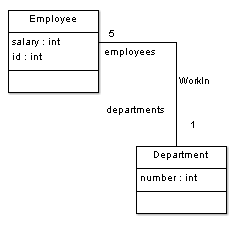 Employee
salary : int
id : int
5
employees
WorkIn
departments
1
Department
number : int